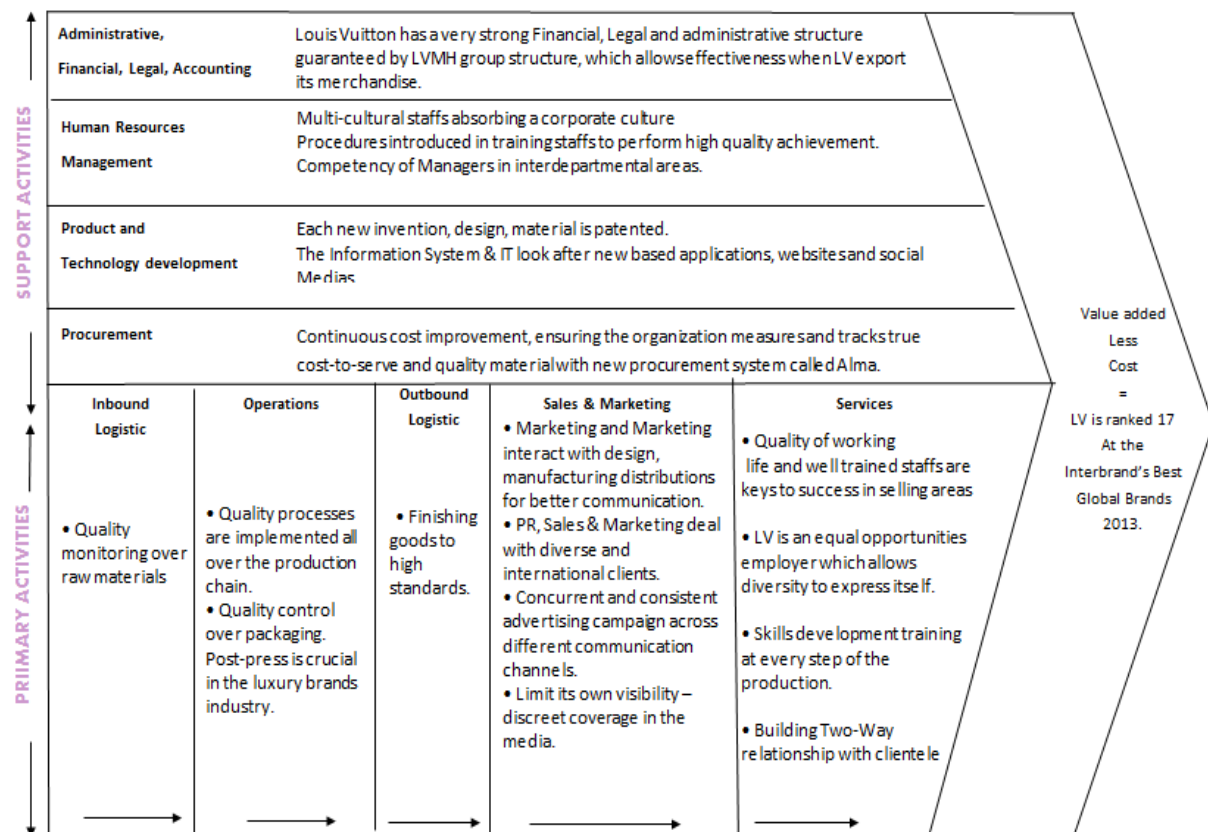 SUPPORT ACTIVITIES
Administrative,
Financial, Legal, Accounting
Louis Vuitton has a very strong Financial, Legal and administrative structure
guaranteed by LVMH group structure, which allows effectiveness when LV export
its merchandise.
Human Resources
Management
Multi-cultural staffs absorbing a corporate culture
Procedures introduced in training staffs to perform high quality achievement.
Competency of Managers in interdepartmental areas.
Product and
Technology development
Each new invention, design, material is patented.
The Information System & IT look after new based applications, websites and social
Medias
Procurement
Continuous cost improvement, ensuring the organization measures and tracks true
cost-to-serve and quality material with new procurement system called Alma.
PRIIMARY ACTIVITIES
Inbound
Logistic
• Quality
monitoring over
raw materials
Operations
• Quality processes
are implemented all
over the production
chain.
• Quality control
over packaging.
Post-press is crucial
in the luxury brands
industry.
Outbound
Logistic
• Finishing
goods to
high
standards.
Sales & Marketing
• Marketing and Marketing
interact with design,
manufacturing distributions
for better communication.
• PR, Sales & Marketing deal
with diverse and
international clients.
• Concurrent and consistent
advertising campaign across
different communication
channels.
• Limit its own visibility –
discreet coverage in the
media.
Services
• Quality of working
life and well trained staffs are
keys to success in selling areas
• LV is an equal opportunities
employer which allows
diversity to express itself.
• Skills development training
at every step of the
production.
• Building Two-Way
relationship with clientele
Value added
Less
Cost
=
LV is ranked 17
At the
Interbrand's Best
Global Brands
2013.